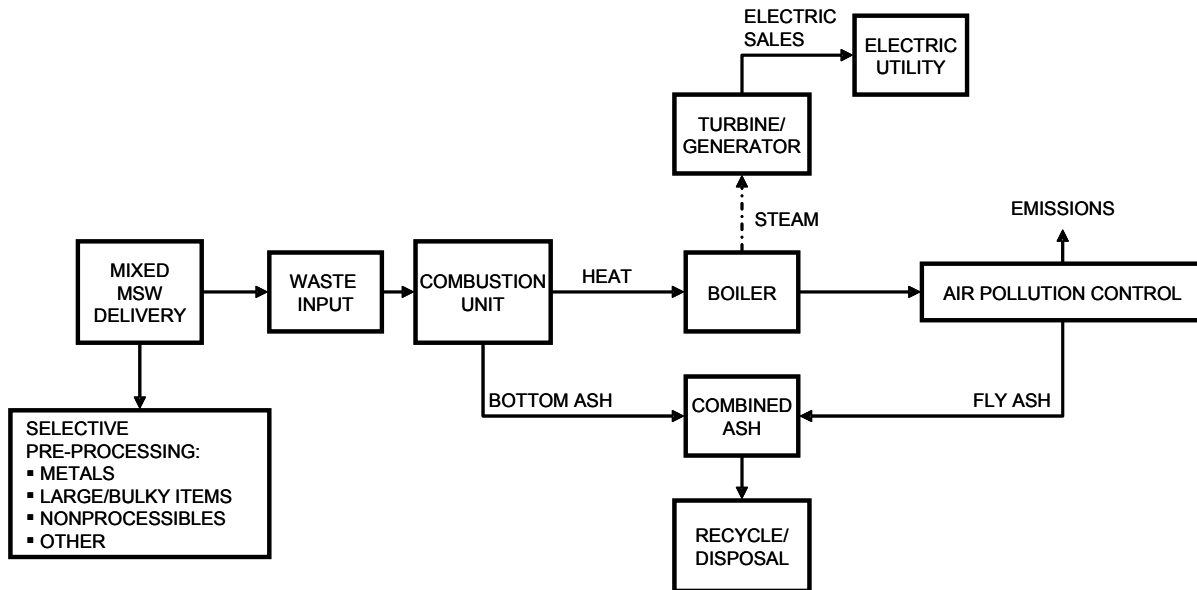 ELECTRIC
SALES
ELECTRIC
UTILITY
TURBINE/
GENERATOR
STEAM
EMISSIONS
MIXED
MSW
DELIVERY
WASTE
INPUT
COMBUSTION
UNIT
HEAT
BOILER
AIR POLLUTION CONTROL
BOTTOM ASH
COMBINED
ASH
FLY ASH
SELECTIVE
PRE-PROCESSING:
▪ METALS
▪ LARGE/BULKY ITEMS
▪ NONPROCESSIBLES
▪ OTHER
RECYCLE/
DISPOSAL